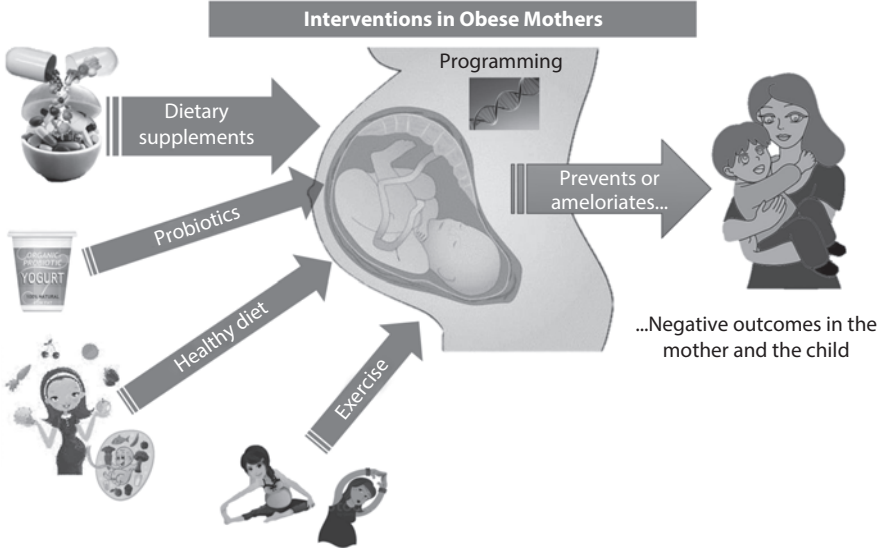 Interventions in Obese Mothers
Programming
Dietary
supplements
Probiotics
ORGANIC
PROBIOTIC
YOGURT
100% NATURAL
Healthy diet
Exercise
Prevents or
ameloriates...
...Negative outcomes in the
mother and the child